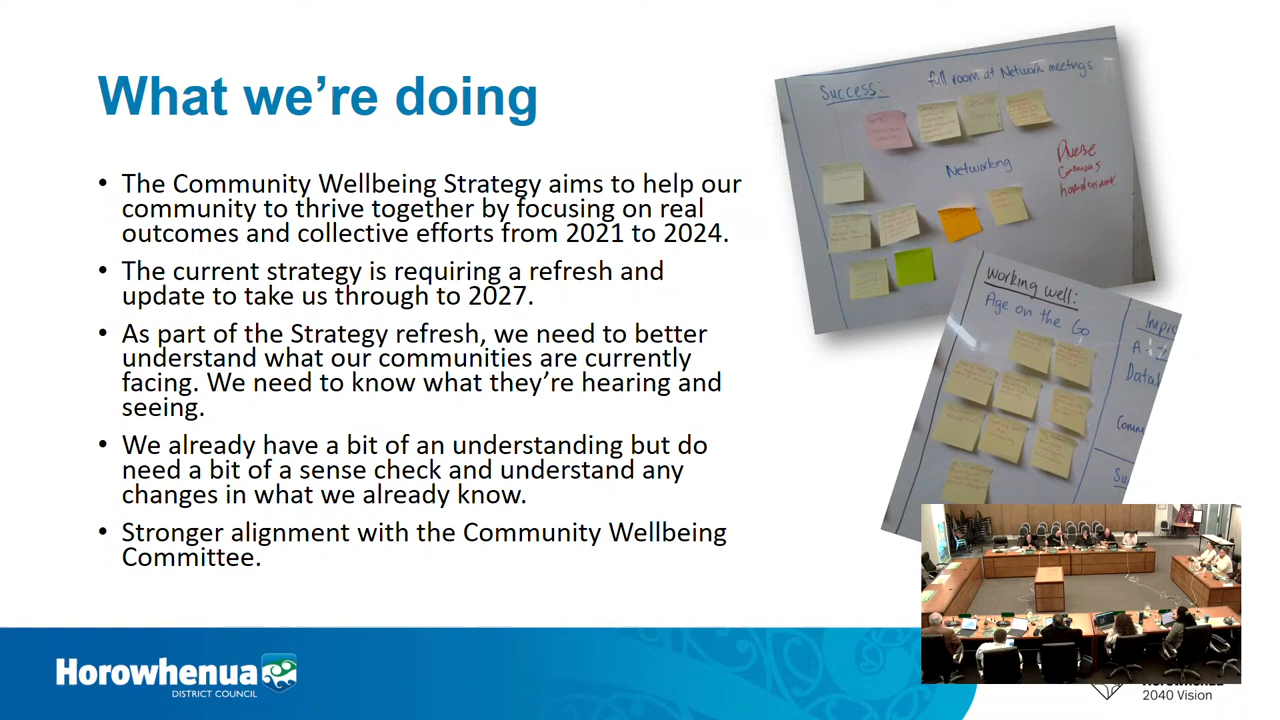 What we're doing
• The Community Wellbeing Strategy aims to help our
community to thrive together by focusing on real
outcomes and collective efforts from 2021 to 2024.
• The current strategy is requiring a refresh and
update to take us through to 2027.
• As part of the Strategy refresh, we need to better
understand what our communities are currently
facing. We need to know what they're hearing and
seeing.
• We already have a bit of an understanding but do
need a bit of a sense check and understand any
changes in what we already know.
• Stronger alignment with the Community Wellbeing
Committee.
Success:
full room at Network meetings
Networking
homelessness
Working well:
Age on the Go
Horowhenua
DISTRICT COUNCIL
Horowhenua
2040 Vision